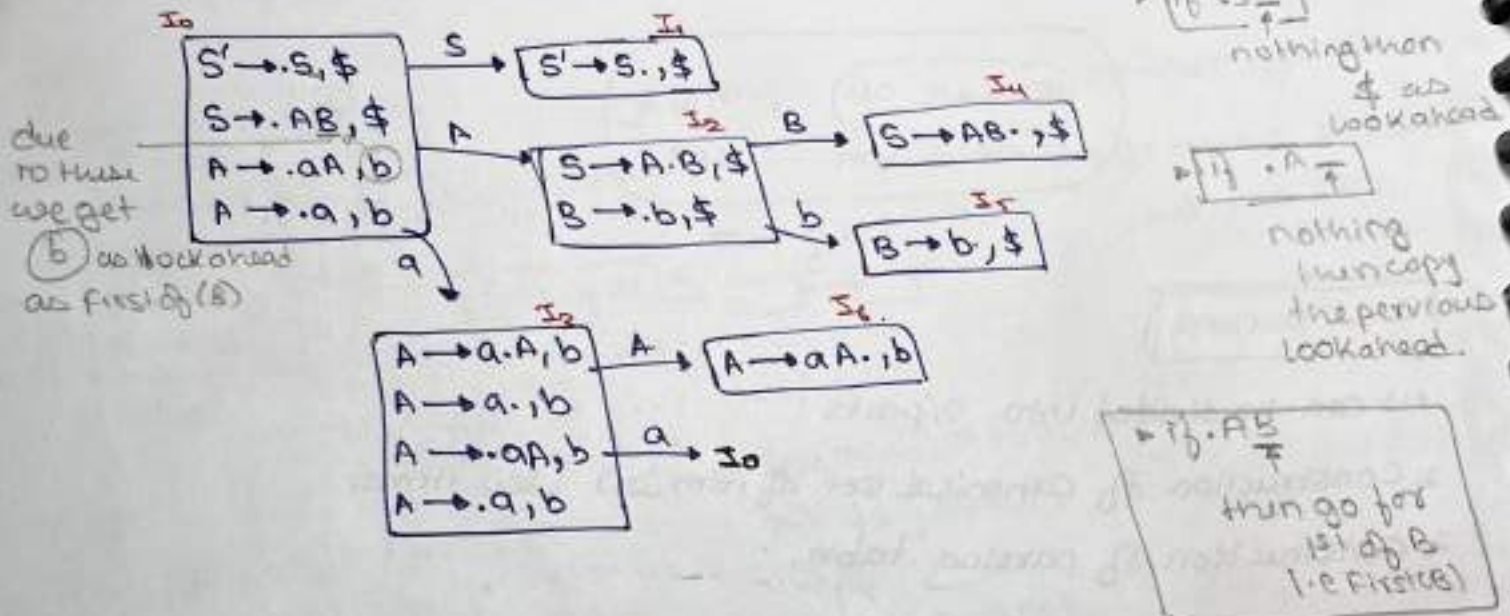 I0
S' → .S, $
S → .AB, $
A → .aA, b
A → .a, b
S
I1
S' → S., $
A
I2
S → A.B, $
B → .b, $
B
I4
S → AB., $
b
I5
B → b., $
a
I3
A → a.A, b
A → a., b
A → .aA, b
A → .a, b
A
I6.
A → aA., b
a
I0
due
to these
we get
b as lookahead
as first of (B)
nothing then
$ as
lookahead
if .A
nothing
then copy
the pervious
lookahead.
if .AB
then go for
1st of B
i.e First(B)